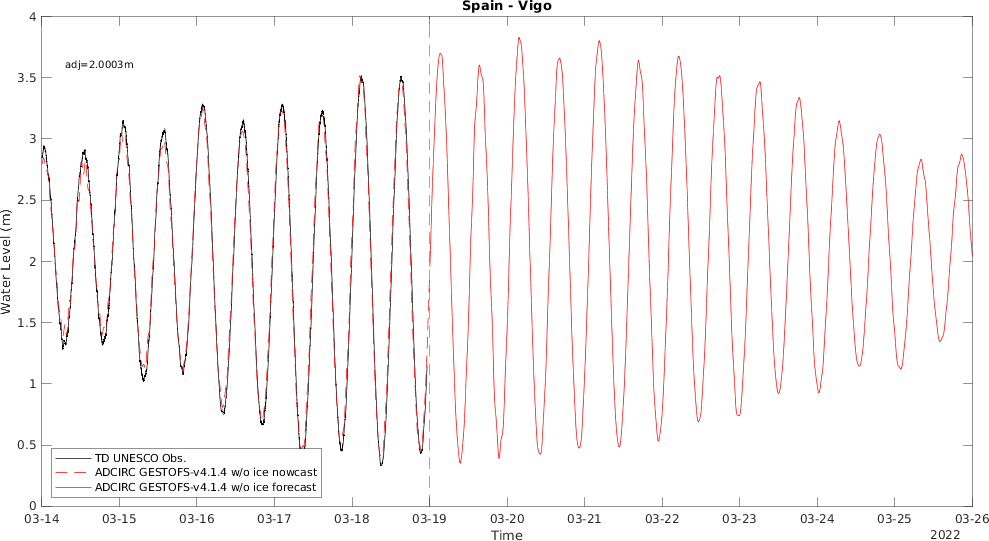 Spain - Vigo
adj=2.0003m
4
3.5
3
2.5
2
1.5
1
0.5
0
Water Level (m)
TD UNESCO Obs.
ADCIRC GESTOFS-v4.1.4 w/o ice nowcast
ADCIRC GESTOFS-v4.1.4 w/o ice forecast
03-14 03-15 03-16 03-17 03-18 03-19 03-20 03-21 03-22 03-23 03-24 03-25 03-26
Time
2022